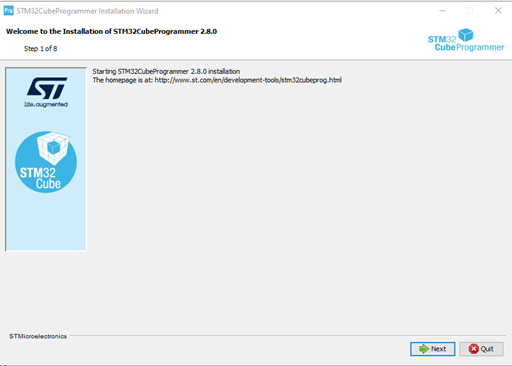 Pro STM32CubeProgrammer Installation Wizard
Welcome to the Installation of STM32CubeProgrammer 2.8.0
Step 1 of 8
STM32
CubeProgrammer
ST
life.augmented
STM32
Cube
Starting STM32CubeProgrammer 2.8.0 installation
The homepage is at: http://www.st.com/en/development-tools/stm32cubeprog.html
STMicroelectronics
Next
Quit